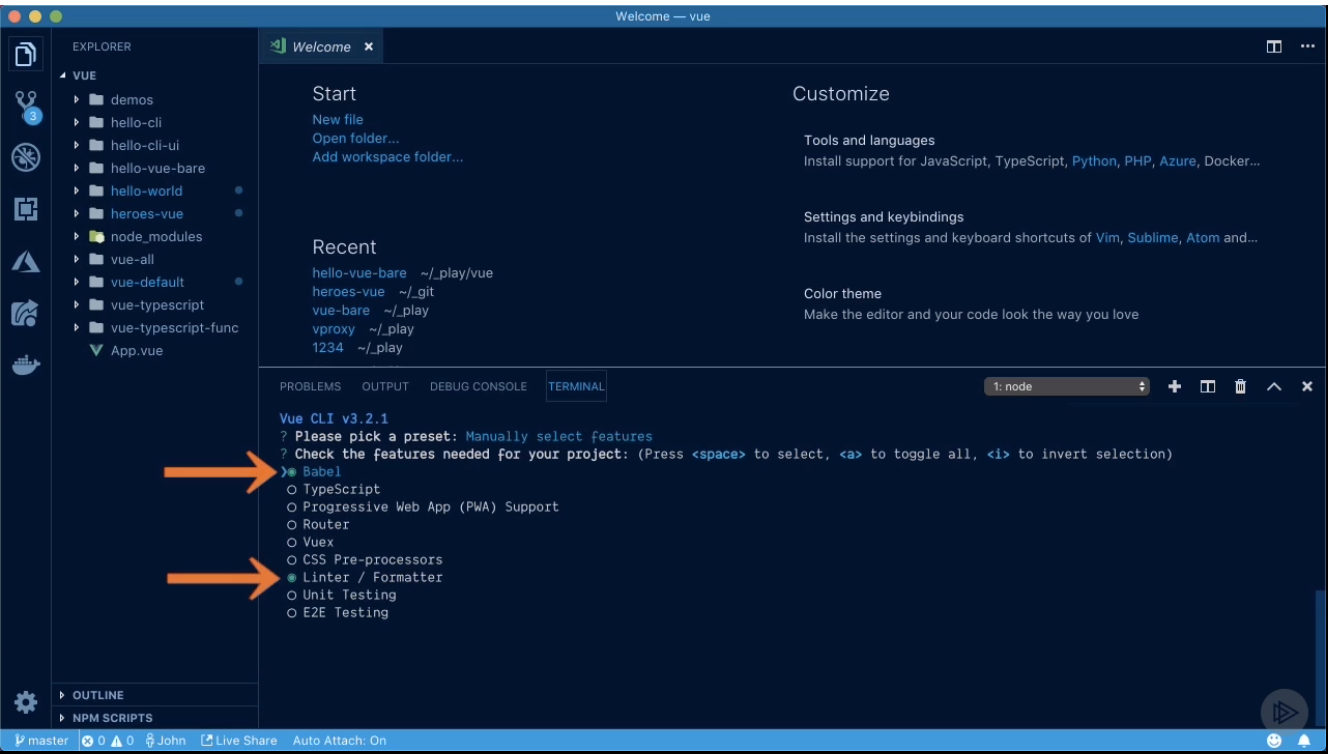 Welcome — vue
EXPLORER
VUE
demos
hello-cli
hello-cli-ui
hello-vue-bare
hello-world
heroes-vue
node_modules
vue-all
vue-default
vue-typescript
vue-typescript-func
App.vue
OUTLINE
NPM SCRIPTS
3
Welcome ×
Start
New file
Open folder...
Add workspace folder...
Recent
hello-vue-bare ~/_play/vue
heroes-vue ~/_git
vue-bare ~/_play
vproxy ~/_play
1234 ~/_play
Customize
Tools and languages
Install support for JavaScript, TypeScript, Python, PHP, Azure, Docker...
Settings and keybindings
Install the settings and keyboard shortcuts of Vim, Sublime, Atom and...
Color theme
Make the editor and your code look the way you love
PROBLEMS OUTPUT DEBUG CONSOLE TERMINAL 1: node
Vue CLI v3.2.1
? Please pick a preset: Manually select features
? Check the features needed for your project: (Press <space> to select, <a> to toggle all, <i> to invert selection)
❯◉ Babel
◯ TypeScript
◯ Progressive Web App (PWA) Support
◯ Router
◯ Vuex
◯ CSS Pre-processors
◉ Linter / Formatter
◯ Unit Testing
◯ E2E Testing
master 0 0 John Live Share Auto Attach: On